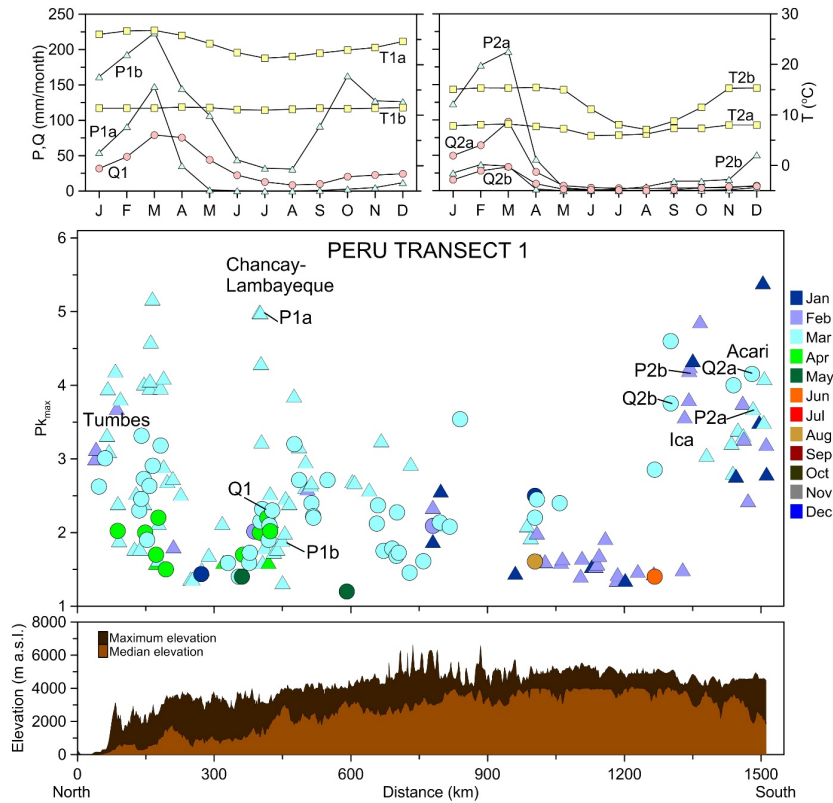 250
200
150
100
50
0
P,Q (mm/month)
P1b
P1a
Q1
T1a
T1b
J F M A M J J A S O N D
P2a
T2b
T2a
Q2a
Q2b
P2b
J F M A M J J A S O N D
30
20
10
0
T (°C)
PERU TRANSECT 1
6
5
4
3
2
1
Pkmax
Chancay-
Lambayeque
P1a
Tumbes
Q1
P1b
P2b
Q2a
Acari
Q2b
P2a
Ica
Jan
Feb
Mar
Apr
May
Jun
Jul
Aug
Sep
Oct
Nov
Dec
8000
6000
4000
2000
0
Elevation (m a.s.l.)
Maximum elevation
Median elevation
0 300 600 900 1200 1500
North Distance (km) South